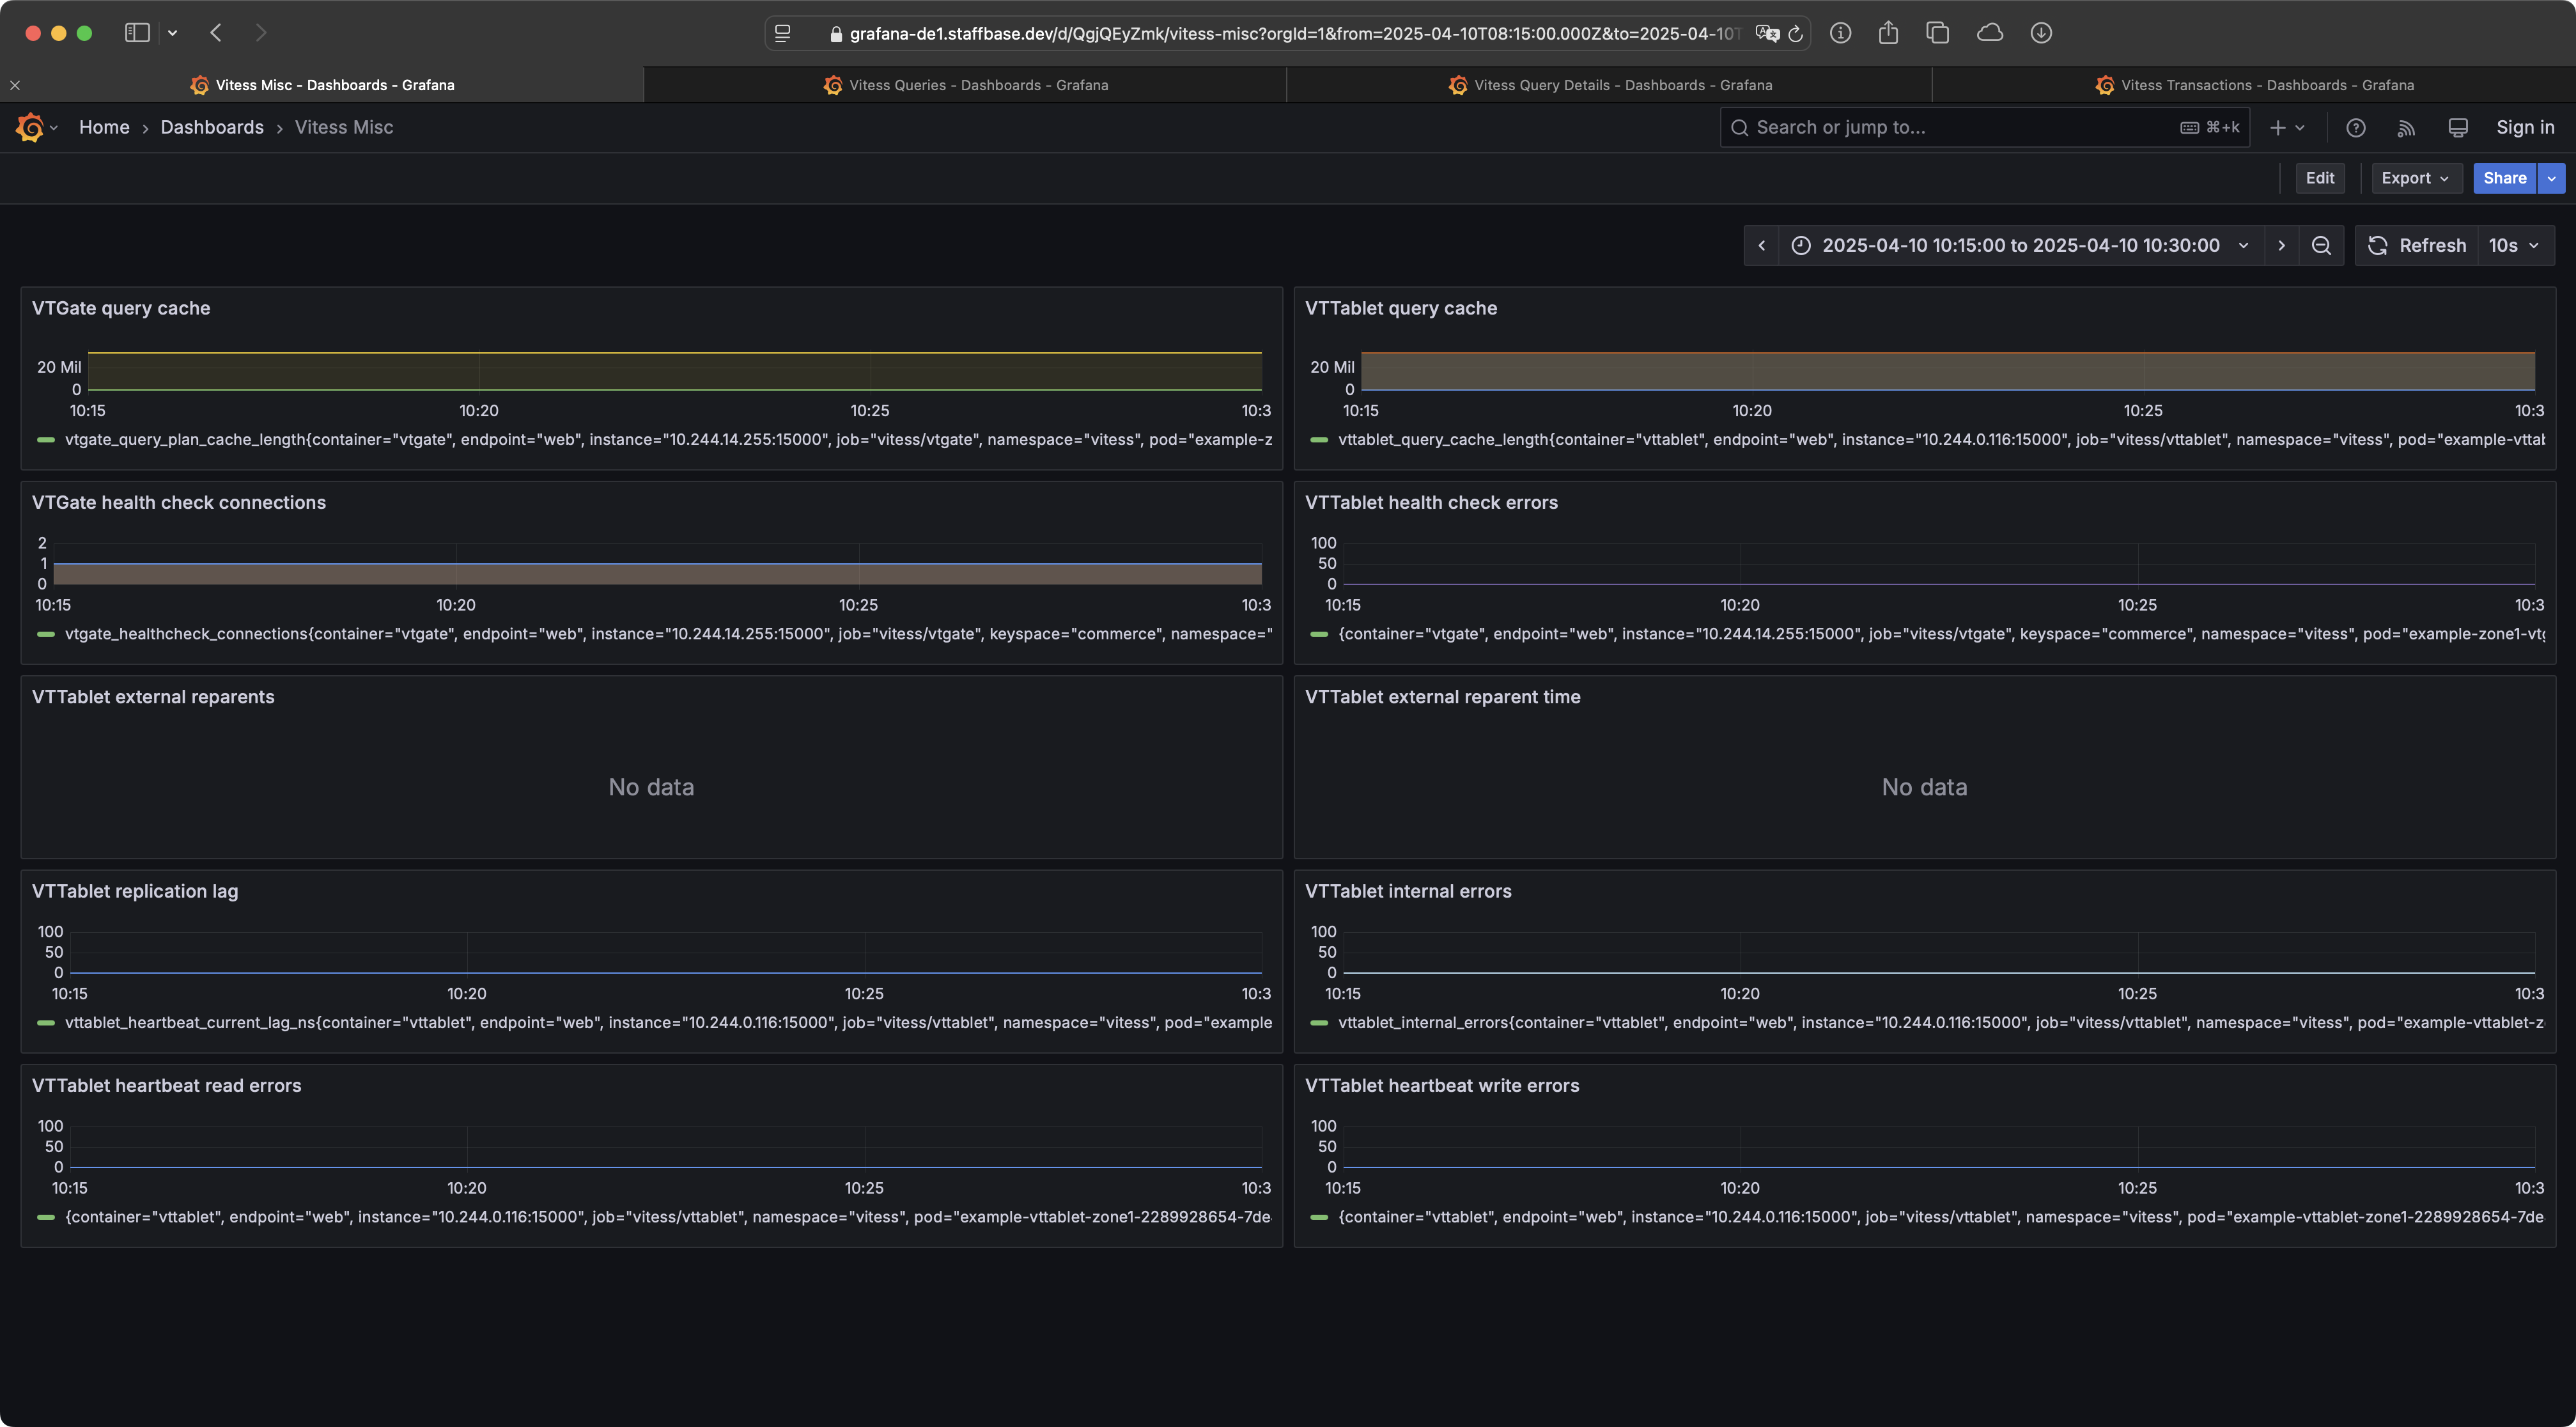 grafana-de1.staffbase.dev/d/QgjQEyZmk/vitess-misc?orgId=1&from=2025-04-10T08:15:00.000Z&to=2025-04-10T
Vitess Misc - Dashboards - Grafana
Vitess Queries - Dashboards - Grafana
Vitess Query Details - Dashboards - Grafana
Vitess Transactions - Dashboards - Grafana
Home › Dashboards › Vitess Misc
Search or jump to...
⌘+k
Sign in
Edit
Export
Share
2025-04-10 10:15:00 to 2025-04-10 10:30:00
Refresh
10s
VTGate query cache
20 Mil
0
10:15 10:20 10:25 10:3
vtgate_query_plan_cache_length{container="vtgate", endpoint="web", instance="10.244.14.255:15000", job="vitess/vtgate", namespace="vitess", pod="example-z
VTTablet query cache
20 Mil
0
10:15 10:20 10:25 10:3
vttablet_query_cache_length{container="vttablet", endpoint="web", instance="10.244.0.116:15000", job="vitess/vttablet", namespace="vitess", pod="example-vttab
VTGate health check connections
2
1
0
10:15 10:20 10:25 10:3
vtgate_healthcheck_connections{container="vtgate", endpoint="web", instance="10.244.14.255:15000", job="vitess/vtgate", keyspace="commerce", namespace="
VTTablet health check errors
100
50
0
10:15 10:20 10:25 10:3
{container="vtgate", endpoint="web", instance="10.244.14.255:15000", job="vitess/vtgate", keyspace="commerce", namespace="vitess", pod="example-zone1-vtg
VTTablet external reparents
No data
VTTablet external reparent time
No data
VTTablet replication lag
100
50
0
10:15 10:20 10:25 10:3
vttablet_heartbeat_current_lag_ns{container="vttablet", endpoint="web", instance="10.244.0.116:15000", job="vitess/vttablet", namespace="vitess", pod="example
VTTablet internal errors
100
50
0
10:15 10:20 10:25 10:3
vttablet_internal_errors{container="vttablet", endpoint="web", instance="10.244.0.116:15000", job="vitess/vttablet", namespace="vitess", pod="example-vttablet-z
VTTablet heartbeat read errors
100
50
0
10:15 10:20 10:25 10:3
{container="vttablet", endpoint="web", instance="10.244.0.116:15000", job="vitess/vttablet", namespace="vitess", pod="example-vttablet-zone1-2289928654-7de
VTTablet heartbeat write errors
100
50
0
10:15 10:20 10:25 10:3
{container="vttablet", endpoint="web", instance="10.244.0.116:15000", job="vitess/vttablet", namespace="vitess", pod="example-vttablet-zone1-2289928654-7de